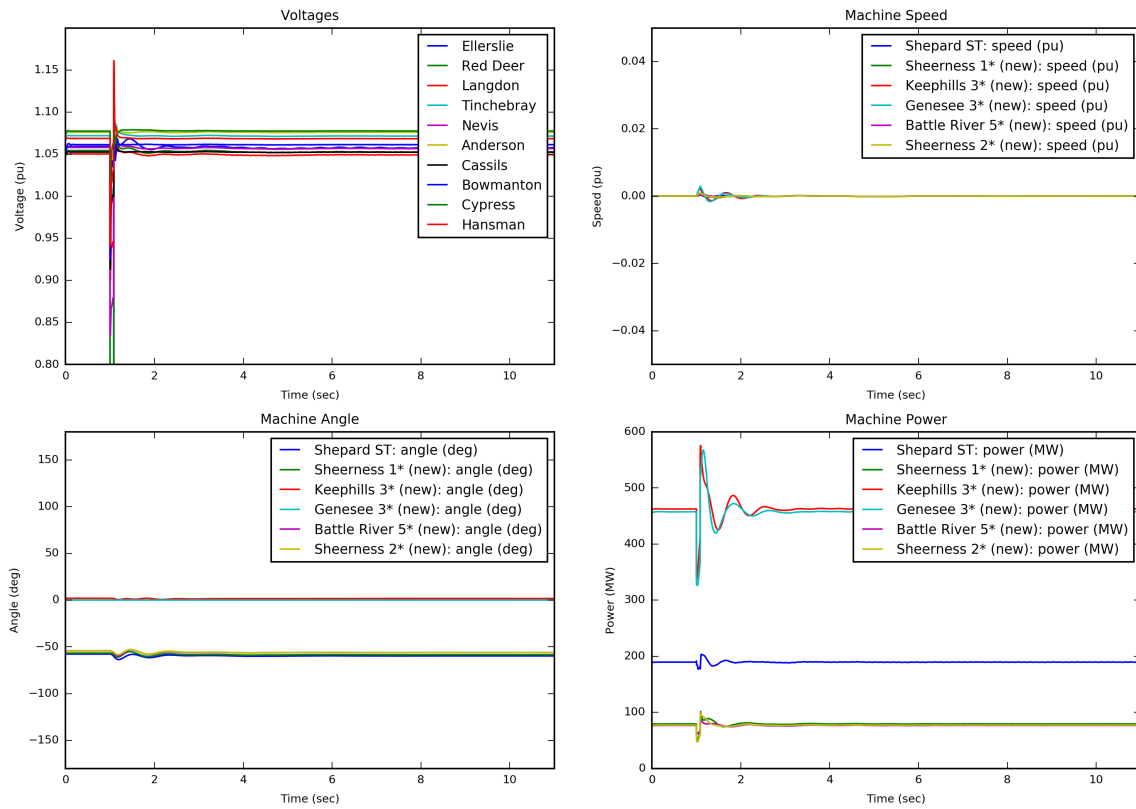 Voltages
Voltage (pu)
1.15
1.10
1.05
1.00
0.95
0.90
0.85
0.80
0 2 4 6 8 10
Time (sec)
Ellerslie
Red Deer
Langdon
Tinchebray
Nevis
Anderson
Cassils
Bowmanton
Cypress
Hansman
Machine Speed
Speed (pu)
0.04
0.02
0.00
−0.02
−0.04
0 2 4 6 8 10
Time (sec)
Shepard ST: speed (pu)
Sheerness 1* (new): speed (pu)
Keephills 3* (new): speed (pu)
Genesee 3* (new): speed (pu)
Battle River 5* (new): speed (pu)
Sheerness 2* (new): speed (pu)
Machine Angle
Angle (deg)
150
100
50
0
−50
−100
−150
0 2 4 6 8 10
Time (sec)
Shepard ST: angle (deg)
Sheerness 1* (new): angle (deg)
Keephills 3* (new): angle (deg)
Genesee 3* (new): angle (deg)
Battle River 5* (new): angle (deg)
Sheerness 2* (new): angle (deg)
Machine Power
Power (MW)
600
500
400
300
200
100
0
0 2 4 6 8 10
Time (sec)
Shepard ST: power (MW)
Sheerness 1* (new): power (MW)
Keephills 3* (new): power (MW)
Genesee 3* (new): power (MW)
Battle River 5* (new): power (MW)
Sheerness 2* (new): power (MW)